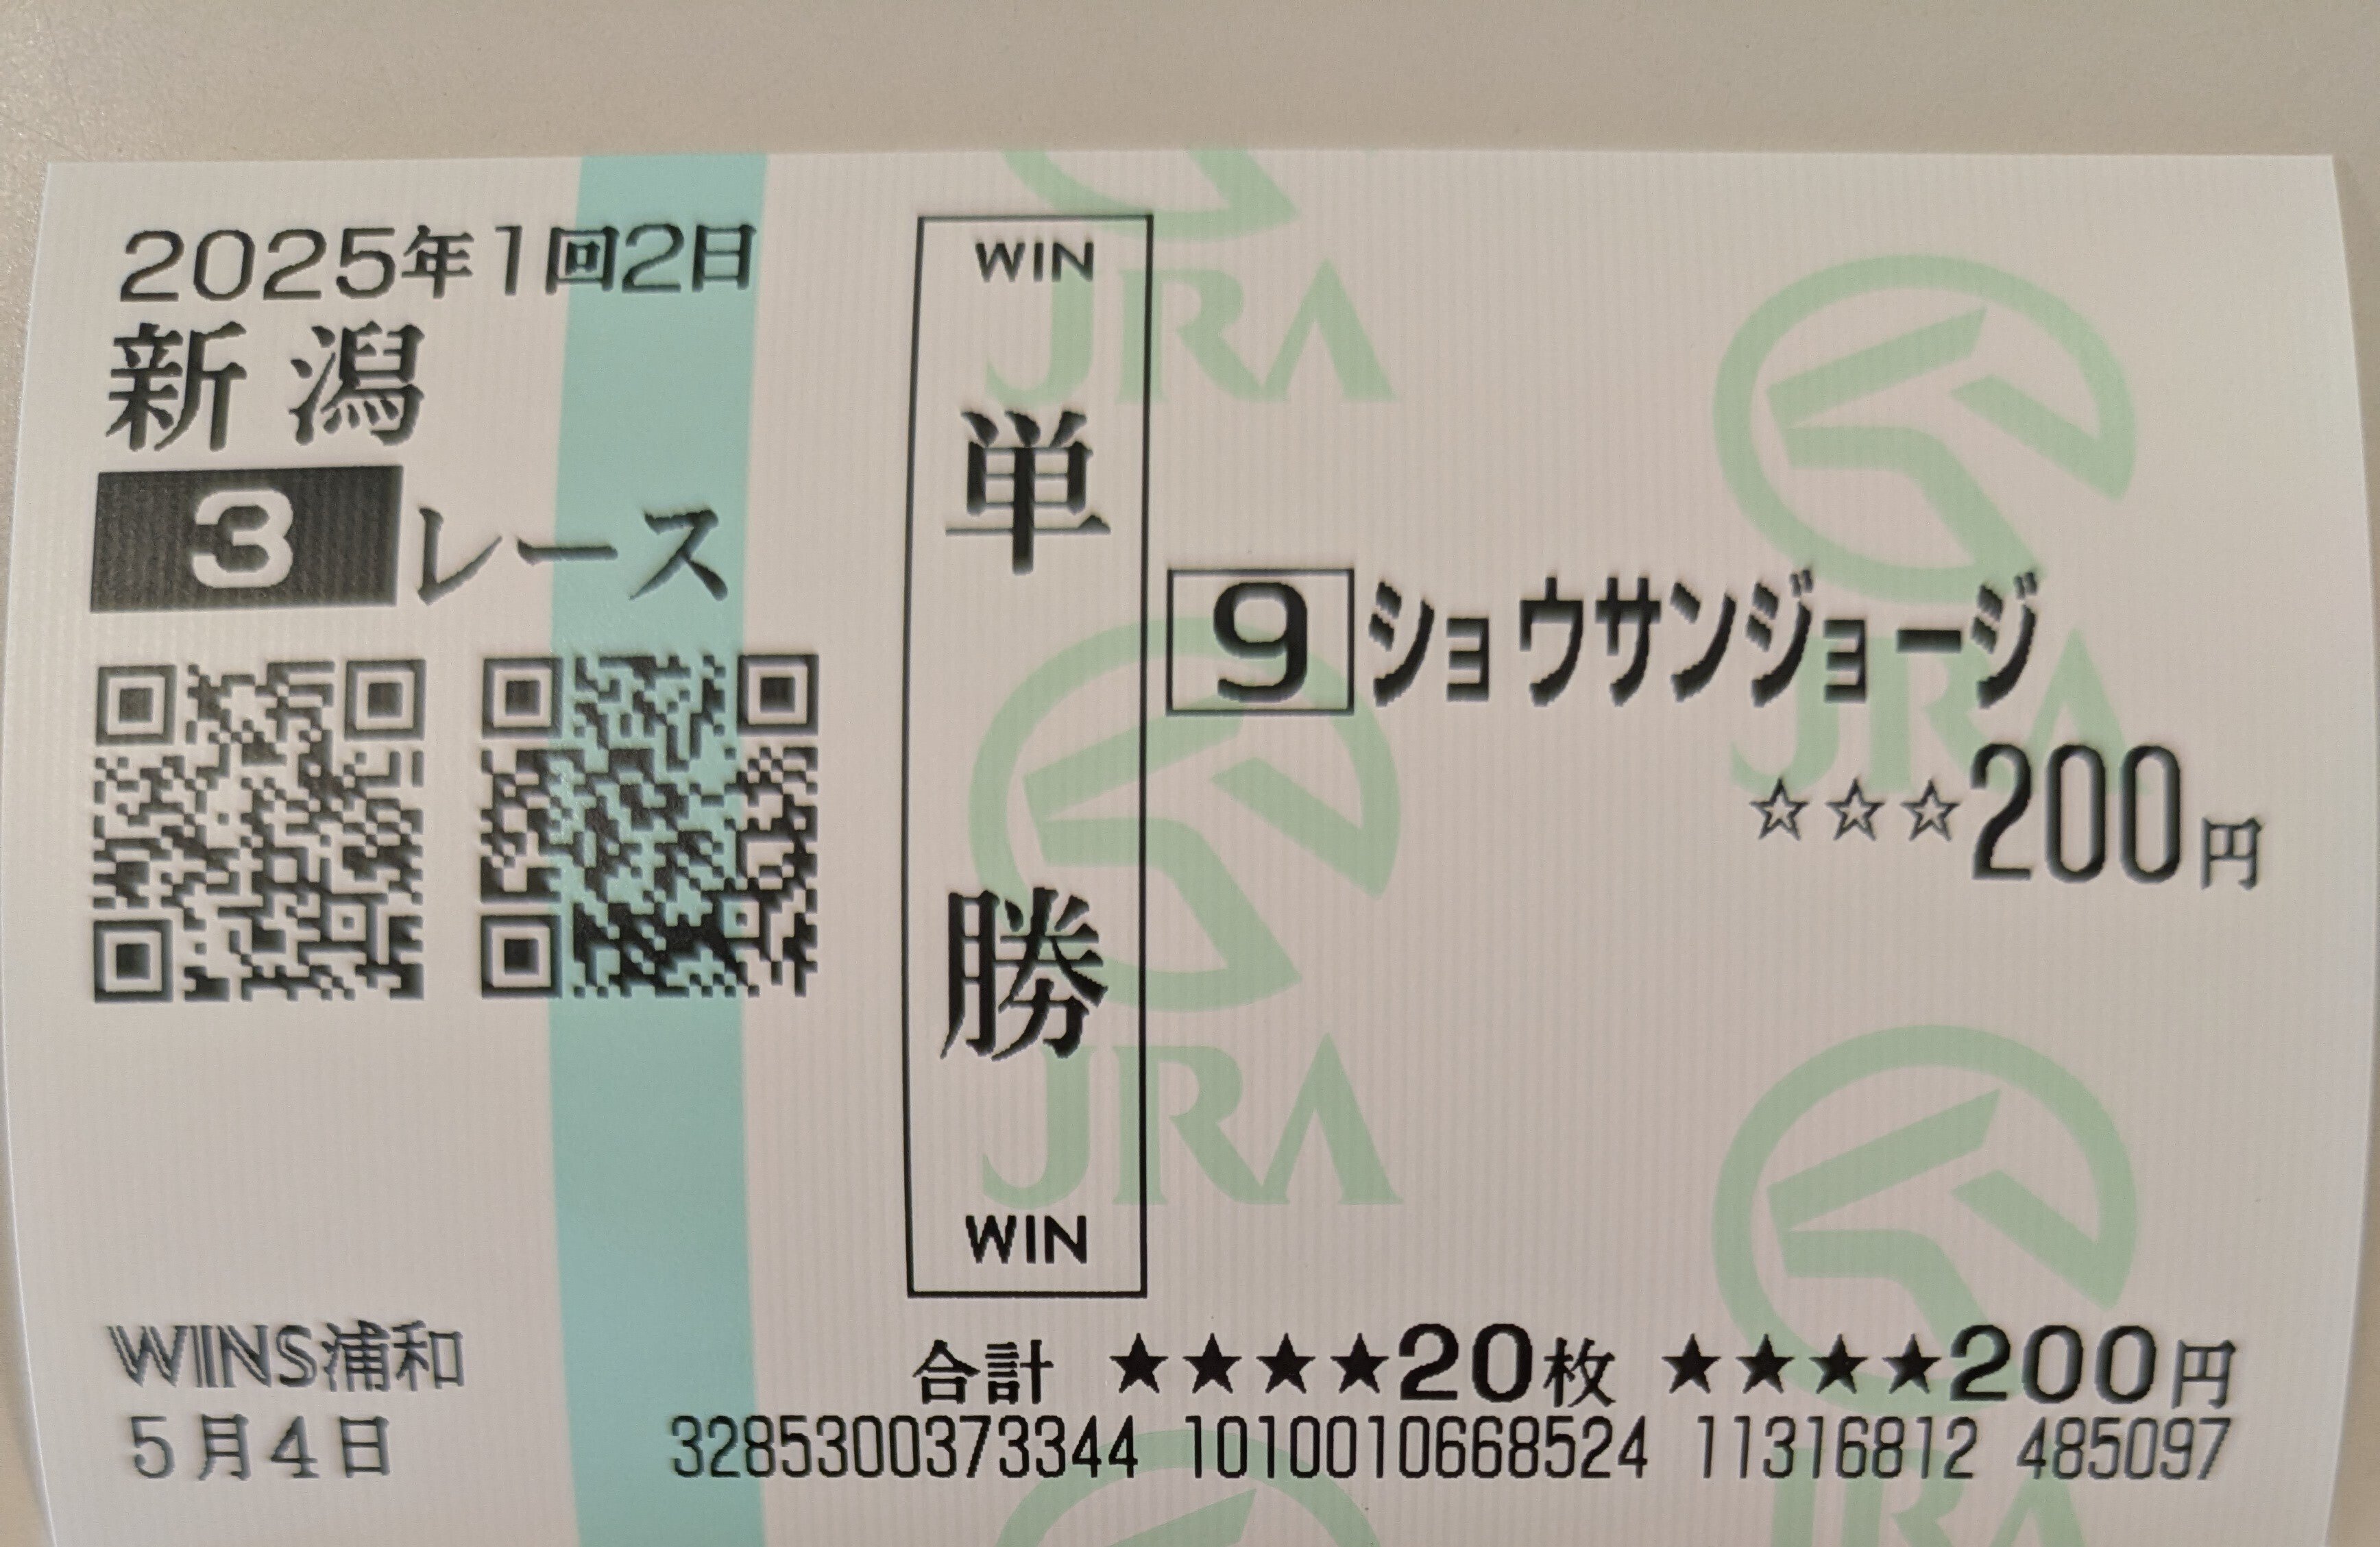 2025年1回2日
新潟
3レース
WIN
単勝
WIN
9 ショウサンジョージ
☆☆☆200円
WINS浦和
5月4日
合計 ★★★★20枚 ★★★★200円
3285300373344 1010010668524 11316812 485097
JRA
JRA
JRA
JRA